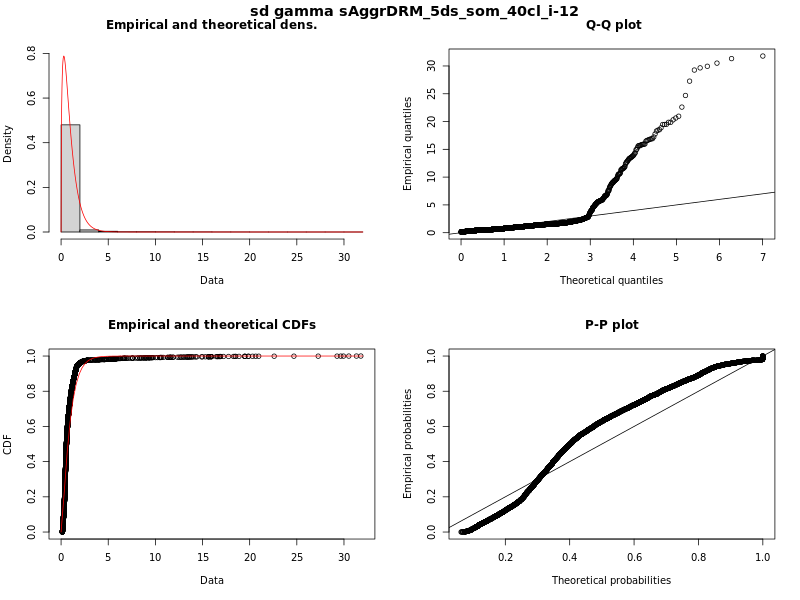 sd gamma sAggrDRM_5ds_som_40cl_i-12
Empirical and theoretical dens.
Density
0.0 0.2 0.4 0.6 0.8
0 5 10 15 20 25 30
Data
Q-Q plot
Empirical quantiles
0 5 10 15 20 25 30
0 1 2 3 4 5 6 7
Theoretical quantiles
Empirical and theoretical CDFs
CDF
0.0 0.2 0.4 0.6 0.8 1.0
0 5 10 15 20 25 30
Data
P-P plot
Empirical probabilities
0.0 0.2 0.4 0.6 0.8 1.0
0.2 0.4 0.6 0.8 1.0
Theoretical probabilities